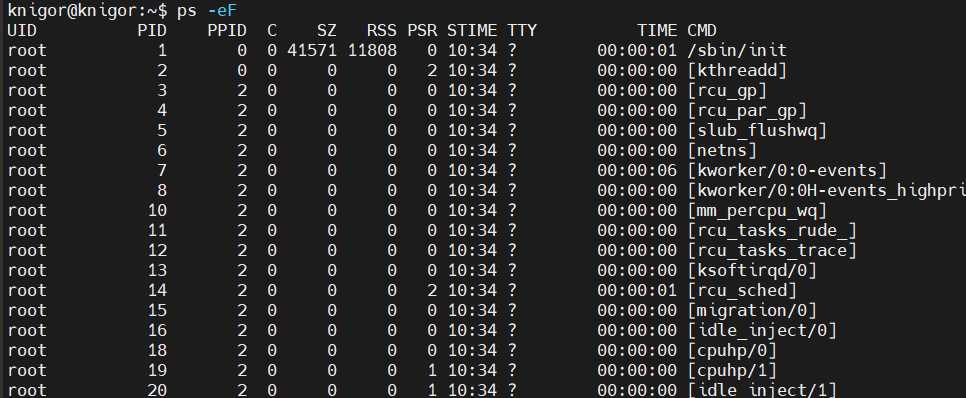 knigor@knigor:~$ ps -eF
UID PID PPID C SZ RSS PSR STIME TTY TIME CMD
root 1 0 0 41571 11808 0 10:34 ? 00:00:01 /sbin/init
root 2 0 0 0 0 2 10:34 ? 00:00:00 [kthreadd]
root 3 2 0 0 0 0 10:34 ? 00:00:00 [rcu_gp]
root 4 2 0 0 0 0 10:34 ? 00:00:00 [rcu_par_gp]
root 5 2 0 0 0 0 10:34 ? 00:00:00 [slub_flushwq]
root 6 2 0 0 0 0 10:34 ? 00:00:00 [netns]
root 7 2 0 0 0 0 10:34 ? 00:00:06 [kworker/0:0-events]
root 8 2 0 0 0 0 10:34 ? 00:00:00 [kworker/0:0H-events_highpri
root 10 2 0 0 0 0 10:34 ? 00:00:00 [mm_percpu_wq]
root 11 2 0 0 0 0 10:34 ? 00:00:00 [rcu_tasks_rude_]
root 12 2 0 0 0 0 10:34 ? 00:00:00 [rcu_tasks_trace]
root 13 2 0 0 0 0 10:34 ? 00:00:00 [ksoftirqd/0]
root 14 2 0 0 0 2 10:34 ? 00:00:01 [rcu_sched]
root 15 2 0 0 0 0 10:34 ? 00:00:00 [migration/0]
root 16 2 0 0 0 0 10:34 ? 00:00:00 [idle_inject/0]
root 18 2 0 0 0 0 10:34 ? 00:00:00 [cpuhp/0]
root 19 2 0 0 0 1 10:34 ? 00:00:00 [cpuhp/1]
root 20 2 0 0 0 1 10:34 ? 00:00:00 [idle_inject/1]